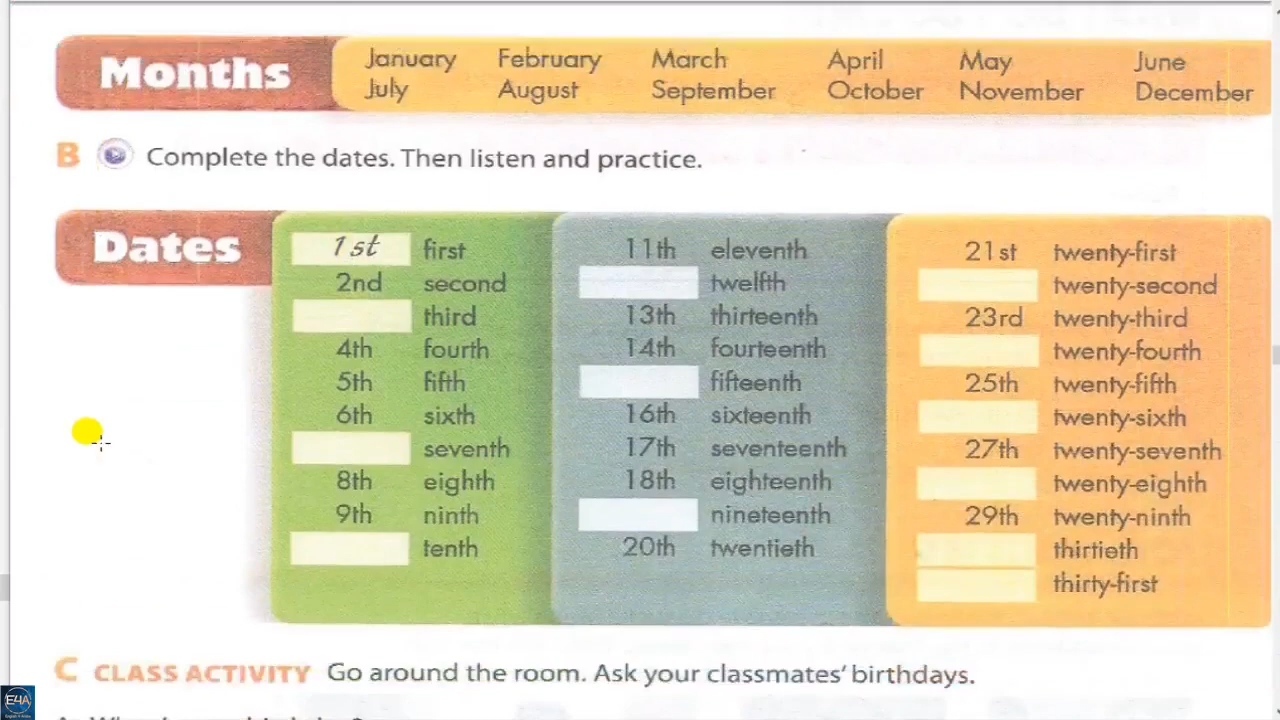 Months
January February March April May June
July August September October November December
B Complete the dates. Then listen and practice.
Dates
1st first
2nd second
third
4th fourth
5th fifth
6th sixth
seventh
8th eighth
9th ninth
tenth
11th eleventh
twelfth
13th thirteenth
14th fourteenth
fifteenth
16th sixteenth
17th seventeenth
18th eighteenth
nineteenth
20th twentieth
21st twenty-first
twenty-second
23rd twenty-third
twenty-fourth
25th twenty-fifth
twenty-sixth
27th twenty-seventh
twenty-eighth
29th twenty-ninth
thirtieth
thirty-first
C CLASS ACTIVITY Go around the room. Ask your classmates' birthdays.
E4A